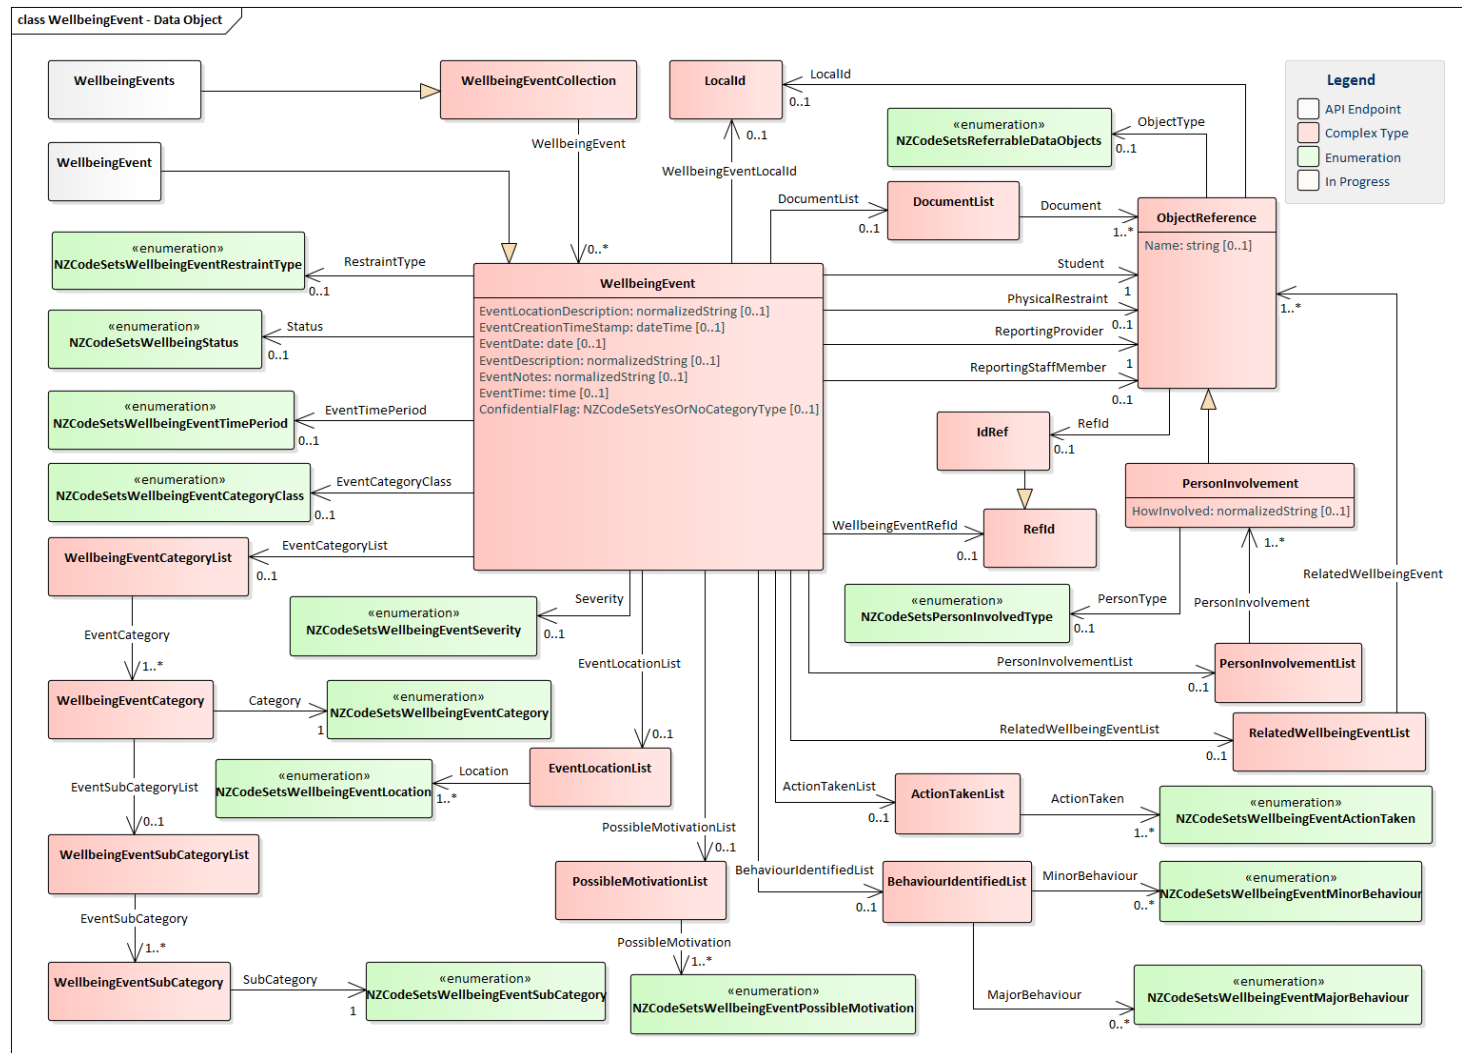 class WellbeingEvent - Data Object
WellbeingEvents
WellbeingEventCollection
LocalId
LocalId
0..1
Legend
API Endpoint
Complex Type
Enumeration
In Progress
«enumeration»
NZCodeSetsReferrableDataObjects
ObjectType
0..1
WellbeingEvent
0..1
WellbeingEvent
WellbeingEventLocalId
DocumentList
0..1
DocumentList
Document
1..*
ObjectReference
Name: string [0..1]
«enumeration»
NZCodeSetsWellbeingEventRestraintType
RestraintType
0..1
0..*
WellbeingEvent
EventLocationDescription: normalizedString [0..1]
EventCreationTimeStamp: dateTime [0..1]
EventDate: date [0..1]
EventDescription: normalizedString [0..1]
EventNotes: normalizedString [0..1]
EventTime: time [0..1]
ConfidentialFlag: NZCodeSetsYesOrNoCategoryType [0..1]
Student
1
PhysicalRestraint
0..1
ReportingProvider
1
ReportingStaffMember
0..1
1..*
«enumeration»
NZCodeSetsWellbeingStatus
Status
0..1
«enumeration»
NZCodeSetsWellbeingEventTimePeriod
EventTimePeriod
0..1
IdRef
RefId
0..1
«enumeration»
NZCodeSetsWellbeingEventCategoryClass
EventCategoryClass
0..1
PersonInvolvement
HowInvolved: normalizedString [0..1]
WellbeingEventRefId
0..1
RefId
WellbeingEventCategoryList
EventCategoryList
0..1
1..*
RelatedWellbeingEvent
«enumeration»
NZCodeSetsWellbeingEventSeverity
Severity
0..1
«enumeration»
NZCodeSetsPersonInvolvedType
PersonType
0..1
PersonInvolvement
EventCategory
1..*
EventLocationList
0..1
PersonInvolvementList
0..1
PersonInvolvementList
WellbeingEventCategory
Category
1
«enumeration»
NZCodeSetsWellbeingEventCategory
RelatedWellbeingEventList
0..1
RelatedWellbeingEventList
EventSubCategoryList
0..1
«enumeration»
NZCodeSetsWellbeingEventLocation
Location
1..*
EventLocationList
ActionTakenList
0..1
ActionTakenList
ActionTaken
1..*
«enumeration»
NZCodeSetsWellbeingEventActionTaken
WellbeingEventSubCategoryList
PossibleMotivationList
0..1
PossibleMotivationList
BehaviourIdentifiedList
0..1
BehaviourIdentifiedList
MinorBehaviour
0..*
«enumeration»
NZCodeSetsWellbeingEventMinorBehaviour
EventSubCategory
1..*
PossibleMotivation
1..*
WellbeingEventSubCategory
SubCategory
1
«enumeration»
NZCodeSetsWellbeingEventSubCategory
«enumeration»
NZCodeSetsWellbeingEventPossibleMotivation
MajorBehaviour
0..*
«enumeration»
NZCodeSetsWellbeingEventMajorBehaviour